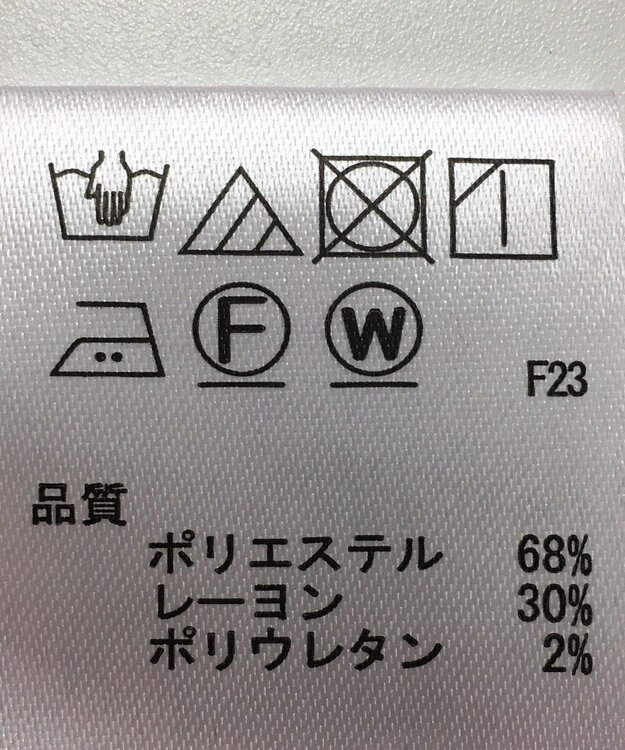 F W
F23
品質
ポリエステル 68%
レーヨン 30%
ポリウレタン 2%